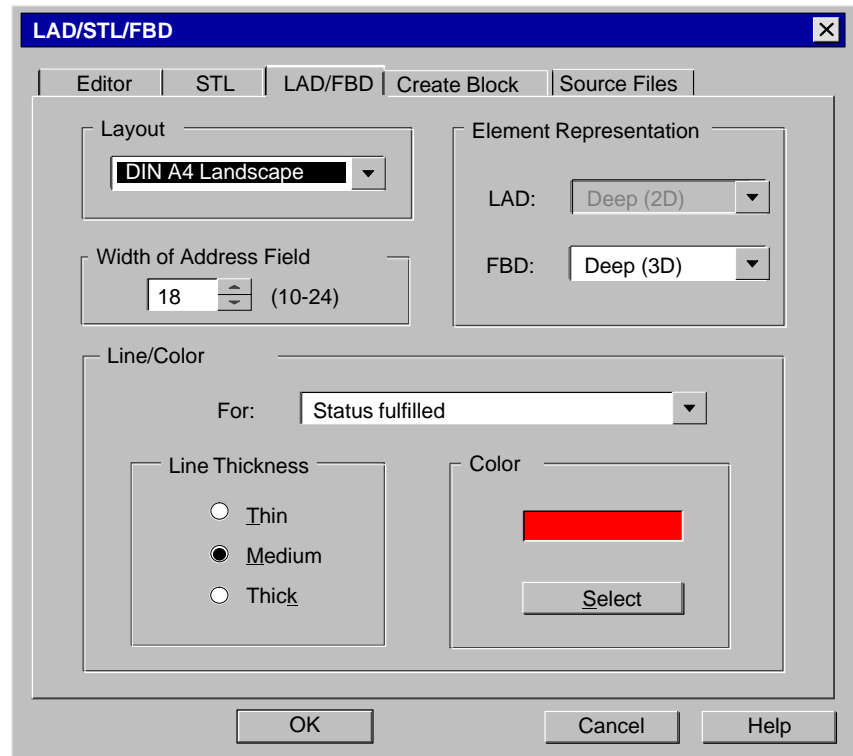 LAD/STL/FBD
Editor STL LAD/FBD Create Block Source Files
Layout
DIN A4 Landscape
Element Representation
LAD: Deep (2D)
FBD: Deep (3D)
Width of Address Field
18 (10-24)
Line/Color
For: Status fulfilled
Line Thickness
Thin
Medium
Thick
Color
Select
OK Cancel Help